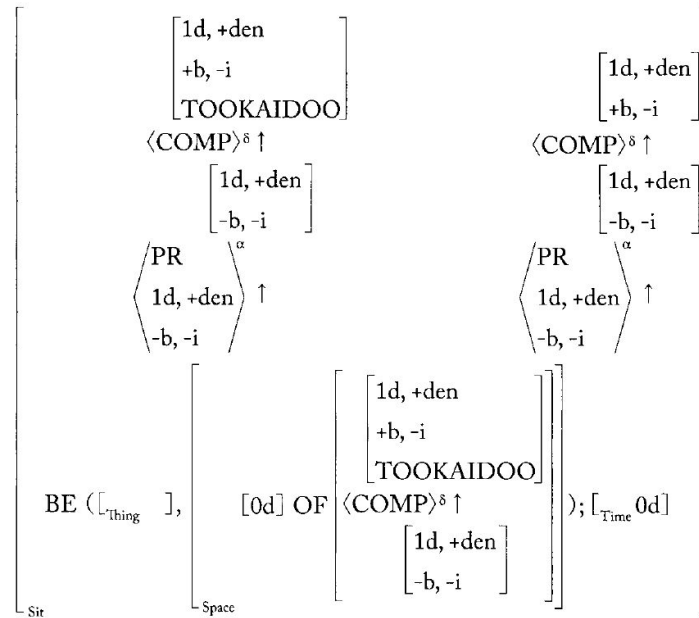 1d, +den 1d, +den
+b, -i +b, -i
TOOKAIDOO
⟨COMP⟩δ ↑ ⟨COMP⟩δ ↑
1d, +den 1d, +den
-b, -i -b, -i
PR α PR α
1d, +den ↑ 1d, +den ↑
-b, -i -b, -i
1d, +den
+b, -i
TOOKAIDOO
BE ([Thing ], [0d] OF ⟨COMP⟩δ ↑ ); [Time 0d]
1d, +den
-b, -i
Sit Space